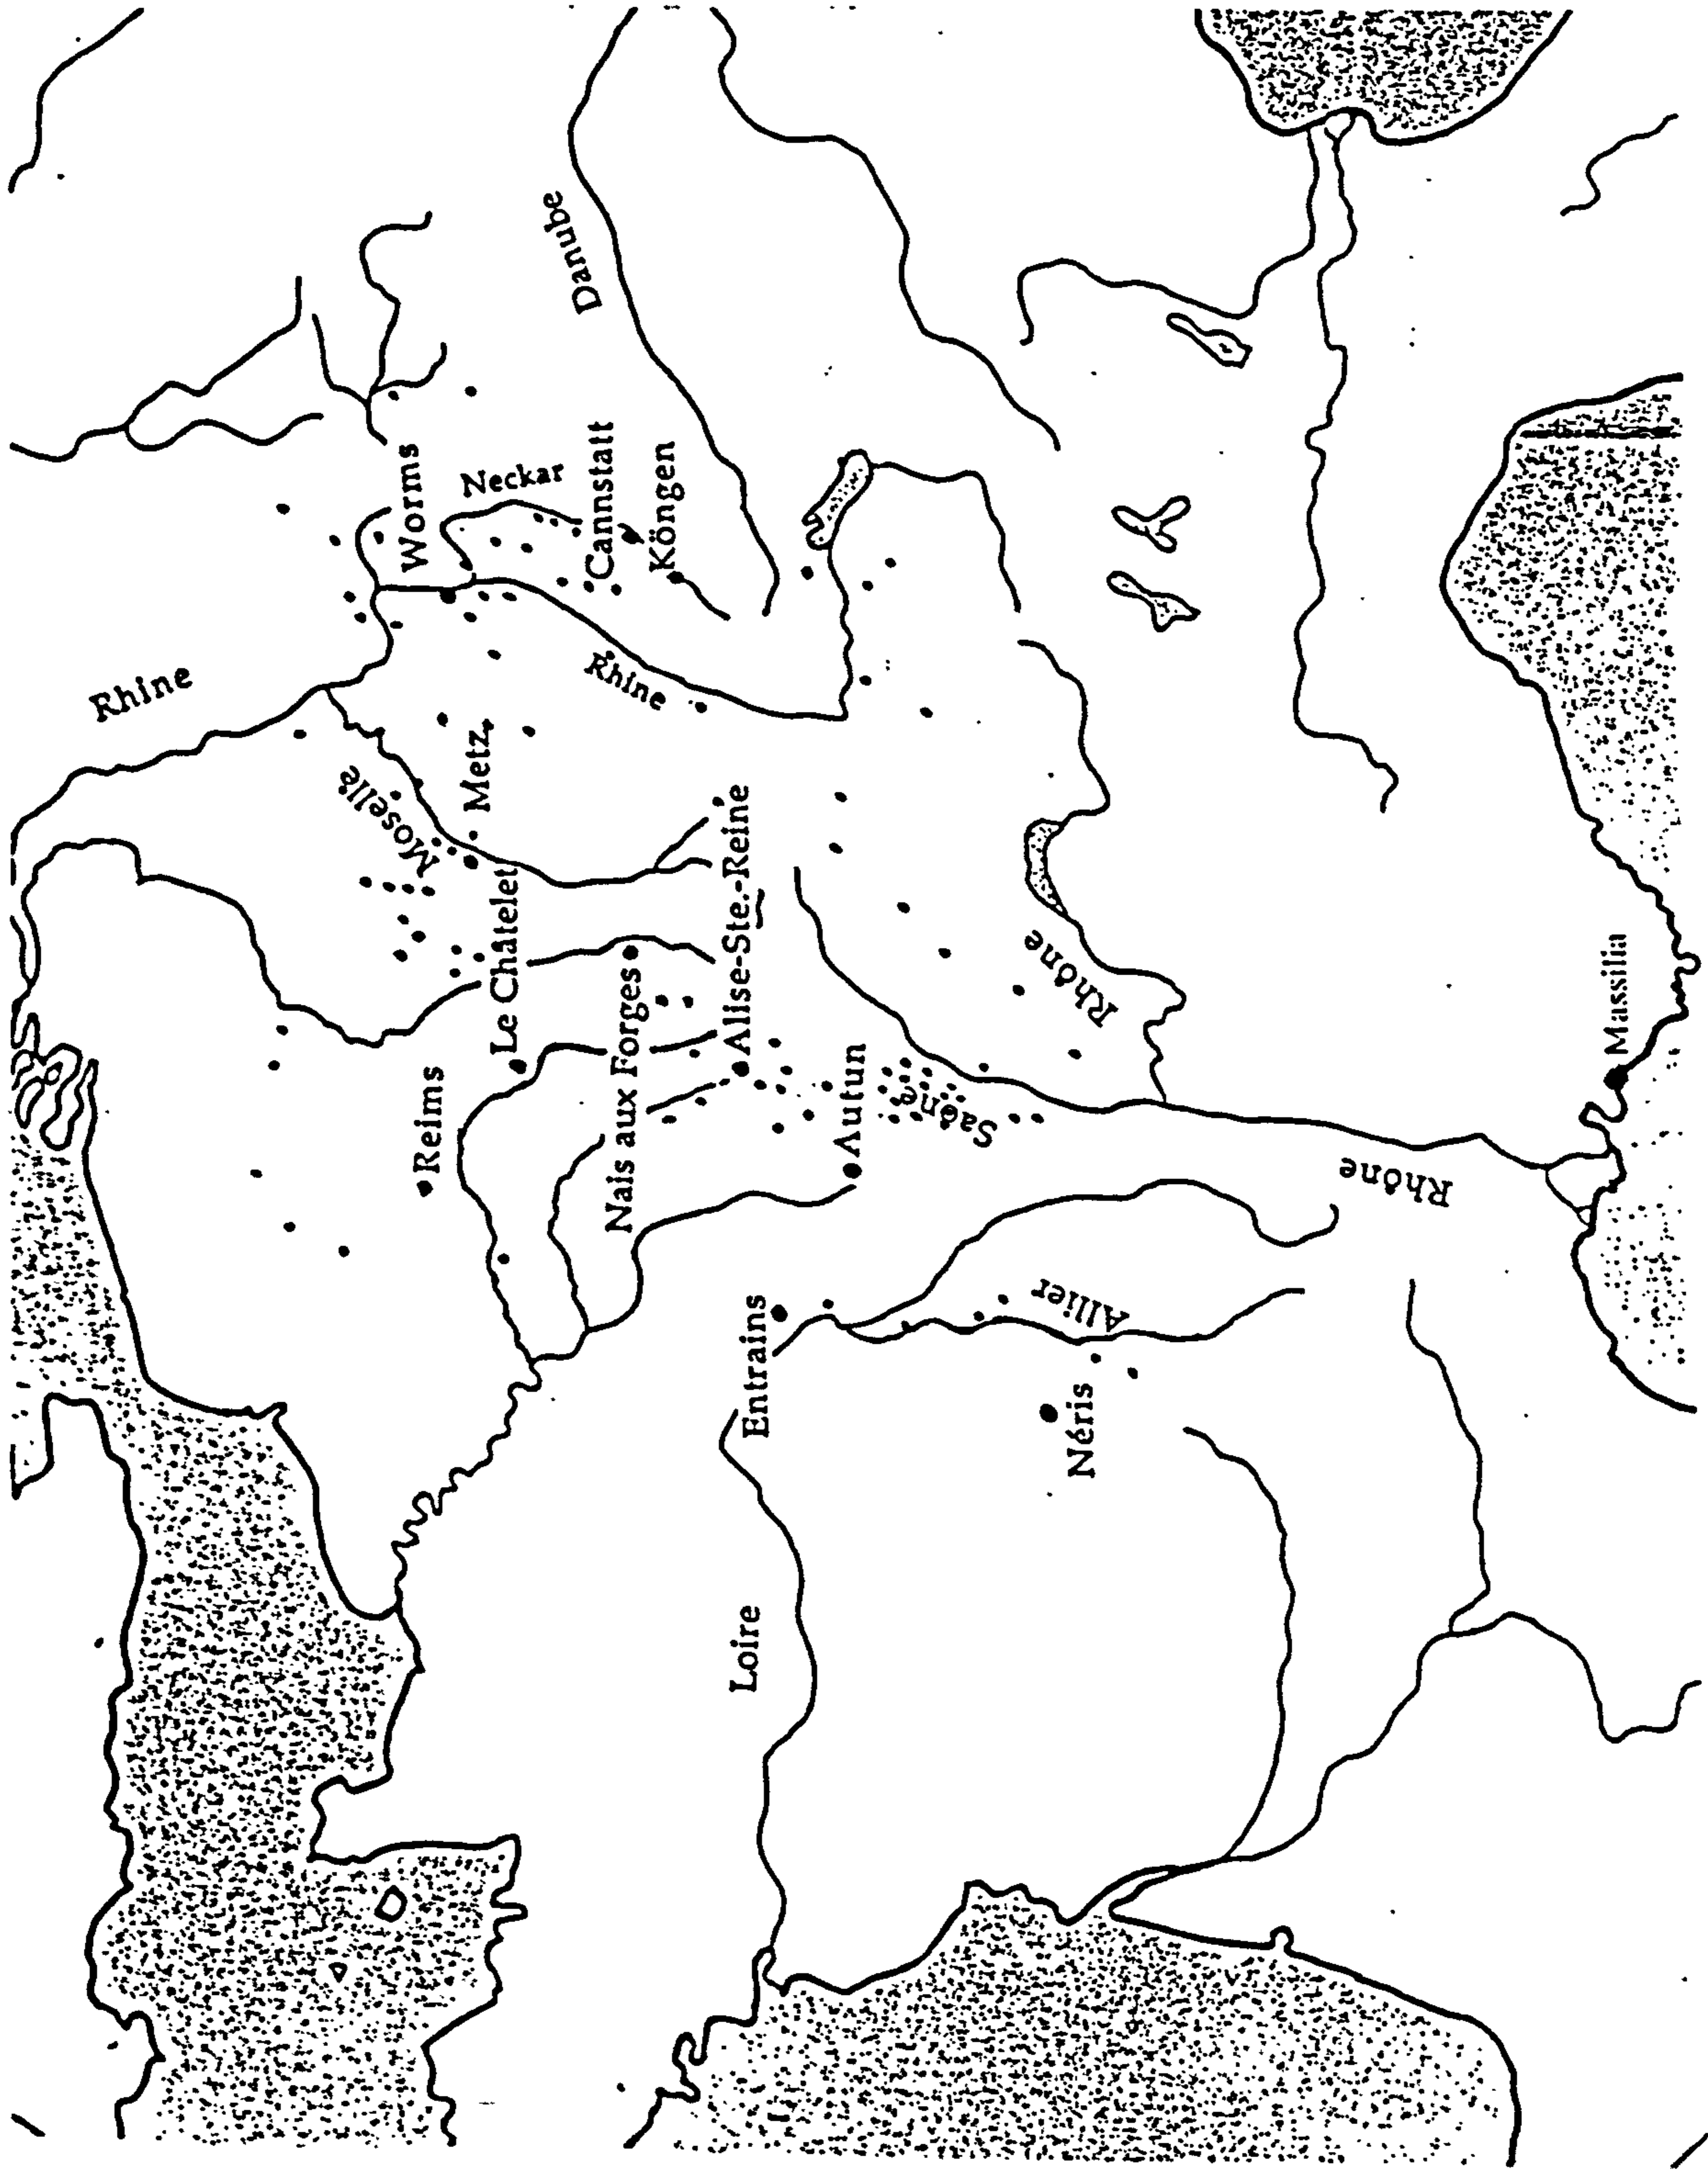 Rhine
Worms
Neckar
Cannstatt
Köngen
Danube
Rhine
Moselle
Metz
Reims
Le Châtelet
Nais aux Forges
Alise-Ste.-Reine
Autun
Saône
Entrains
Loire
Allier
Néris
Rhône
Rhône
Massilia